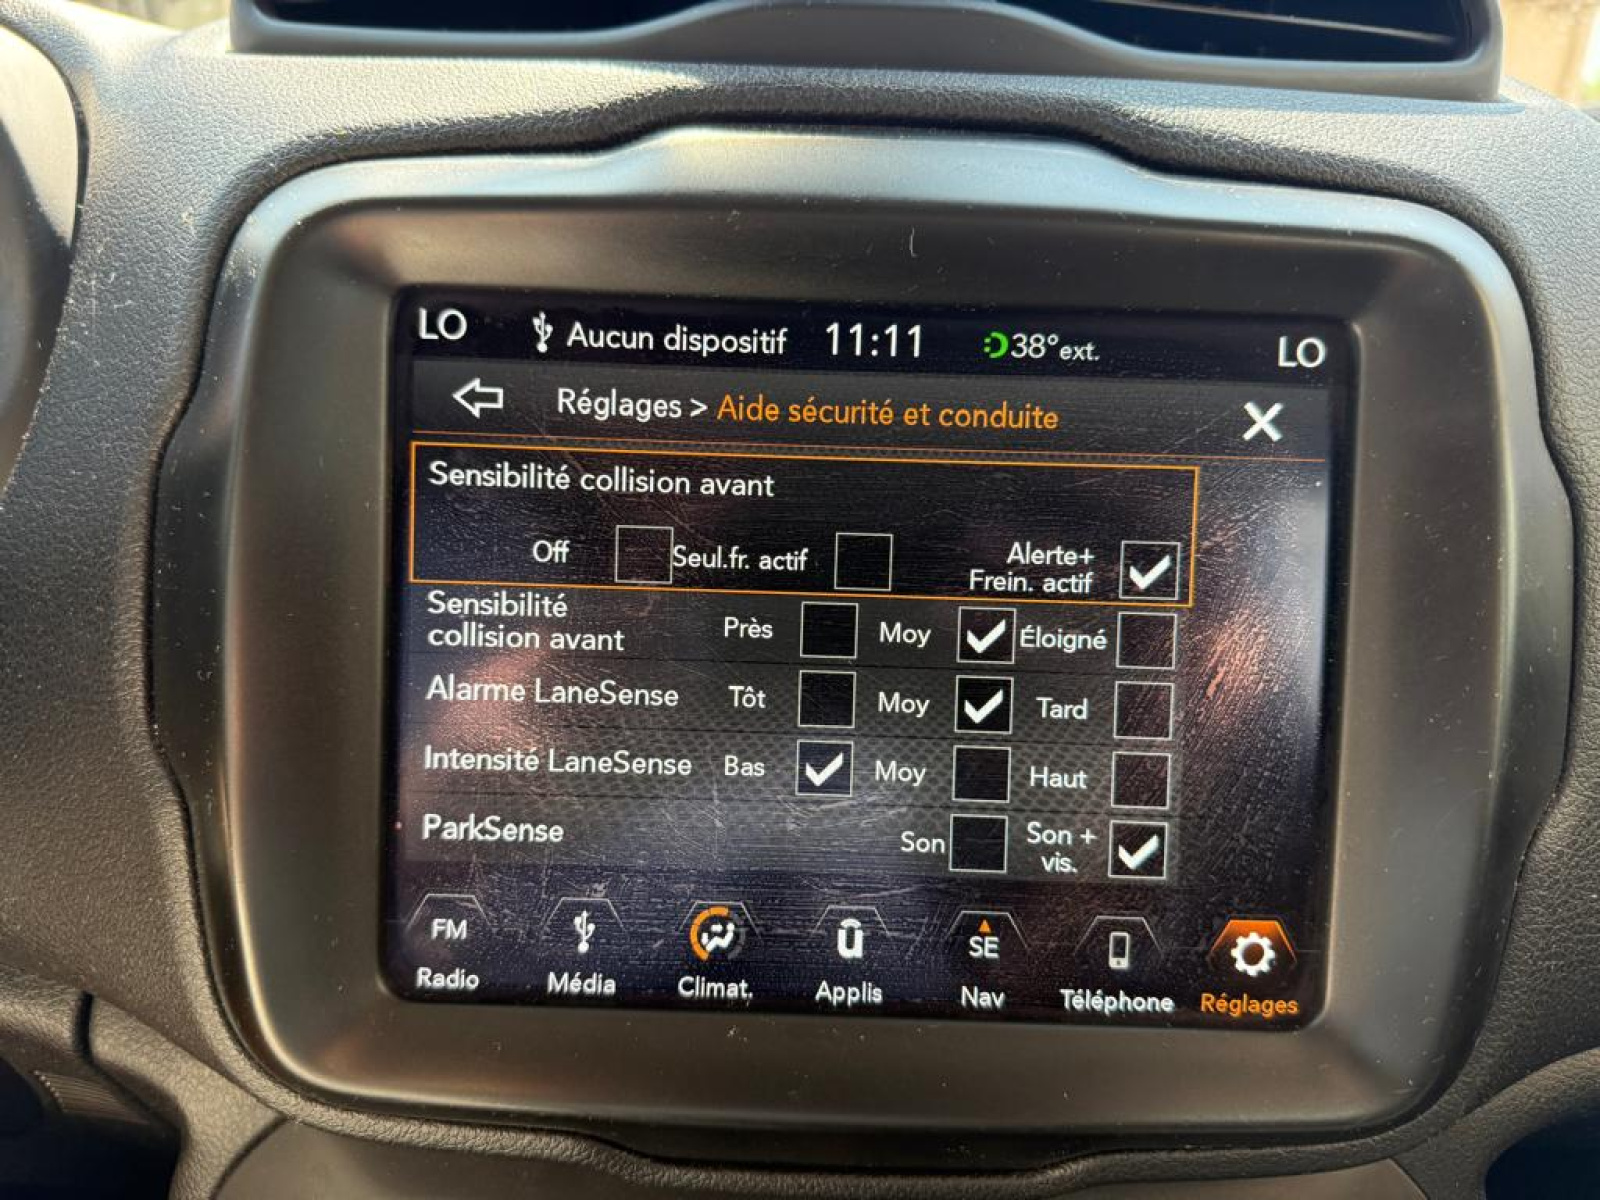 LO Aucun dispositif 11:11 38° ext. LO
Réglages > Aide sécurité et conduite
Sensibilité collision avant
Off Seul.fr. actif Alerte+
Frein. actif
Sensibilité
collision avant Près Moy Éloigné
Alarme LaneSense Tôt Moy Tard
Intensité LaneSense Bas Moy Haut
ParkSense Son Son +
vis.
FM SE
Radio Média Climat. Applis Nav Téléphone Réglages